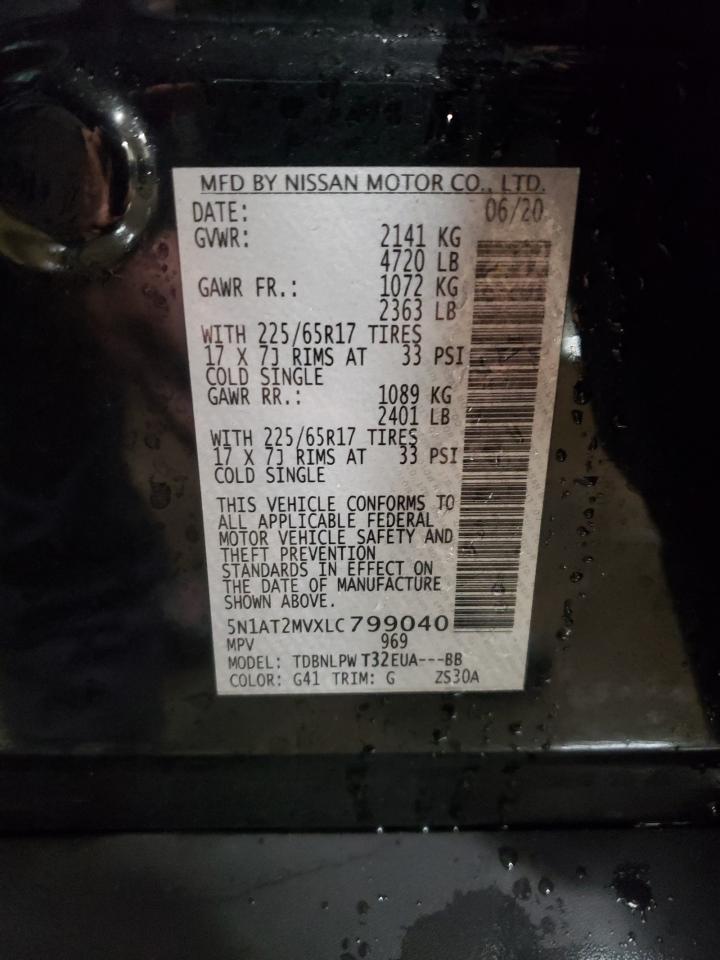 MFD BY NISSAN MOTOR CO., LTD.
DATE: 06/20
GVWR: 2141 KG
4720 LB
GAWR FR.: 1072 KG
2363 LB
WITH 225/65R17 TIRES
17 X 7J RIMS AT 33 PSI
COLD SINGLE
GAWR RR.: 1089 KG
2401 LB
WITH 225/65R17 TIRES
17 X 7J RIMS AT 33 PSI
COLD SINGLE
THIS VEHICLE CONFORMS TO
ALL APPLICABLE FEDERAL
MOTOR VEHICLE SAFETY AND
THEFT PREVENTION
STANDARDS IN EFFECT ON
THE DATE OF MANUFACTURE
SHOWN ABOVE.
5N1AT2MVXLC799040
MPV 969
MODEL: TDBNLPW T32EUA---BB
COLOR: G41 TRIM: G ZS30A